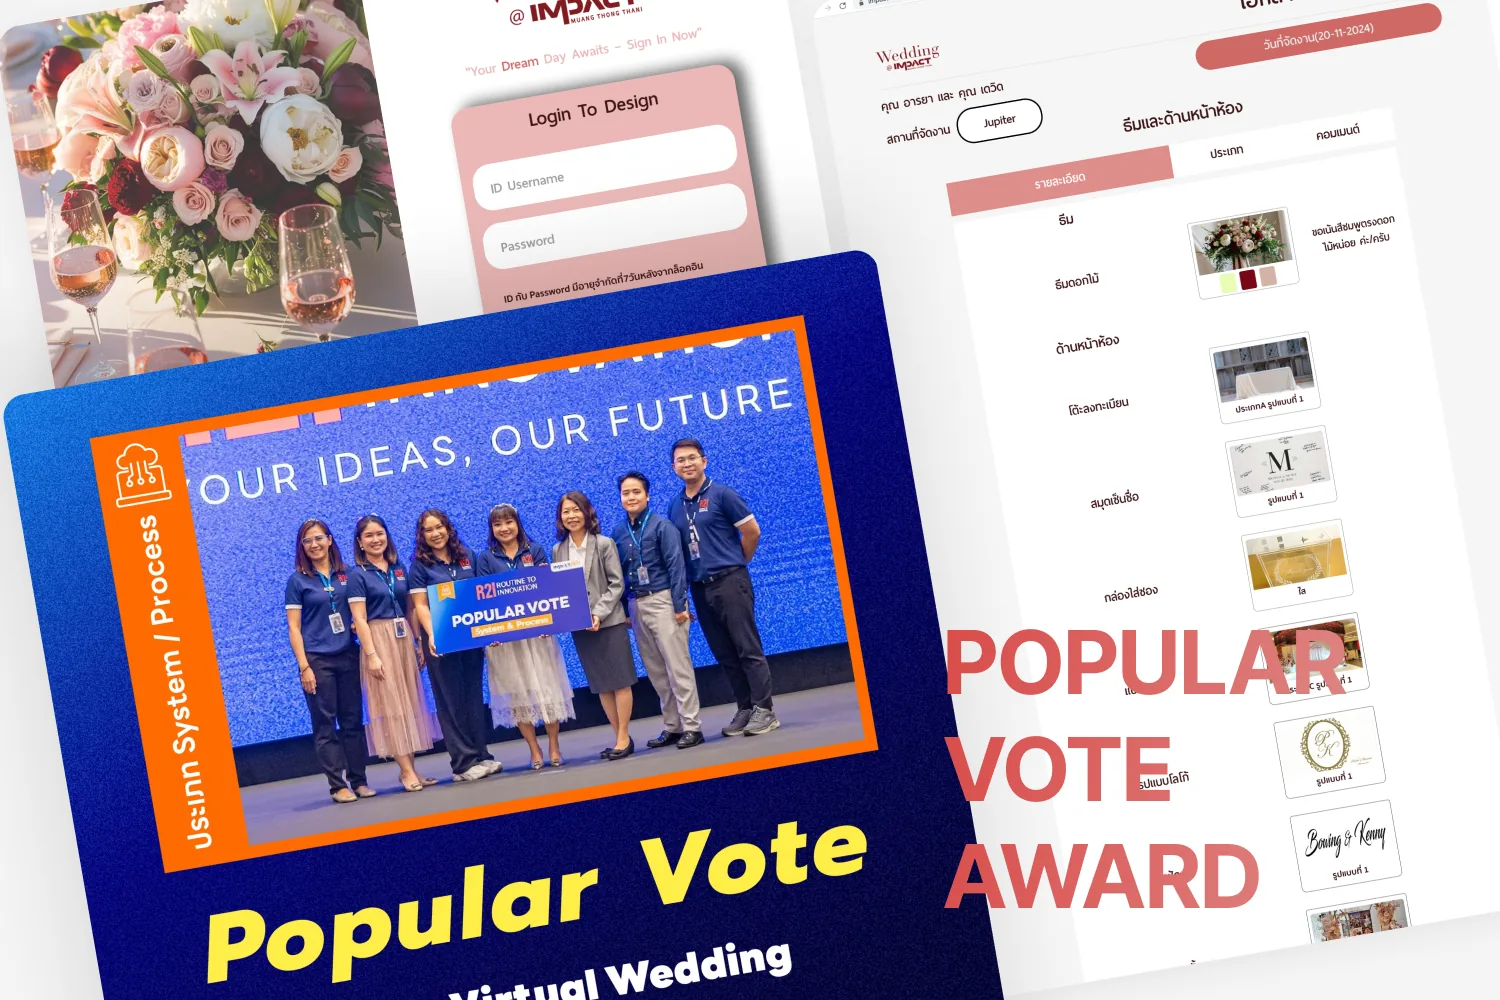 @ IMPACT
MUANG THONG THANI
"Your Dream Day Awaits – Sign In Now"
Login To Design
ID Username
Password
ID กับ Password มีอายุจำกัดที่7วันหลังจากล็อคอิน
Wedding
@ IMPACT
วันที่จัดงาน(20-11-2024)
คุณ อารยา และ คุณ เดวิด
สถานที่จัดงาน
Jupiter
ธีมและด้านหน้าห้อง
รายละเอียด
ประเภท
คอมเมนต์
ธีม
ธีมดอกไม้
ขอเน้นสีชมพูตรงดอก
ไม้หน่อย ค่ะ/ครับ
ด้านหน้าห้อง
โต๊ะลงทะเบียน
ประเภทA รูปแบบที่ 1
สมุดเซ็นชื่อ
M
รูปแบบที่ 1
กล่องใส่ซอง
ใส
รูปแบบโลโก้
PK
รูปแบบที่ 1
Bowing & Kenny
รูปแบบที่ 1
POPULAR
VOTE
AWARD
ประเภท System / Process
YOUR IDEAS, OUR FUTURE
R2I ROUTINE TO
INNOVATION
POPULAR VOTE
System & Process
Popular Vote
Virtual Wedding